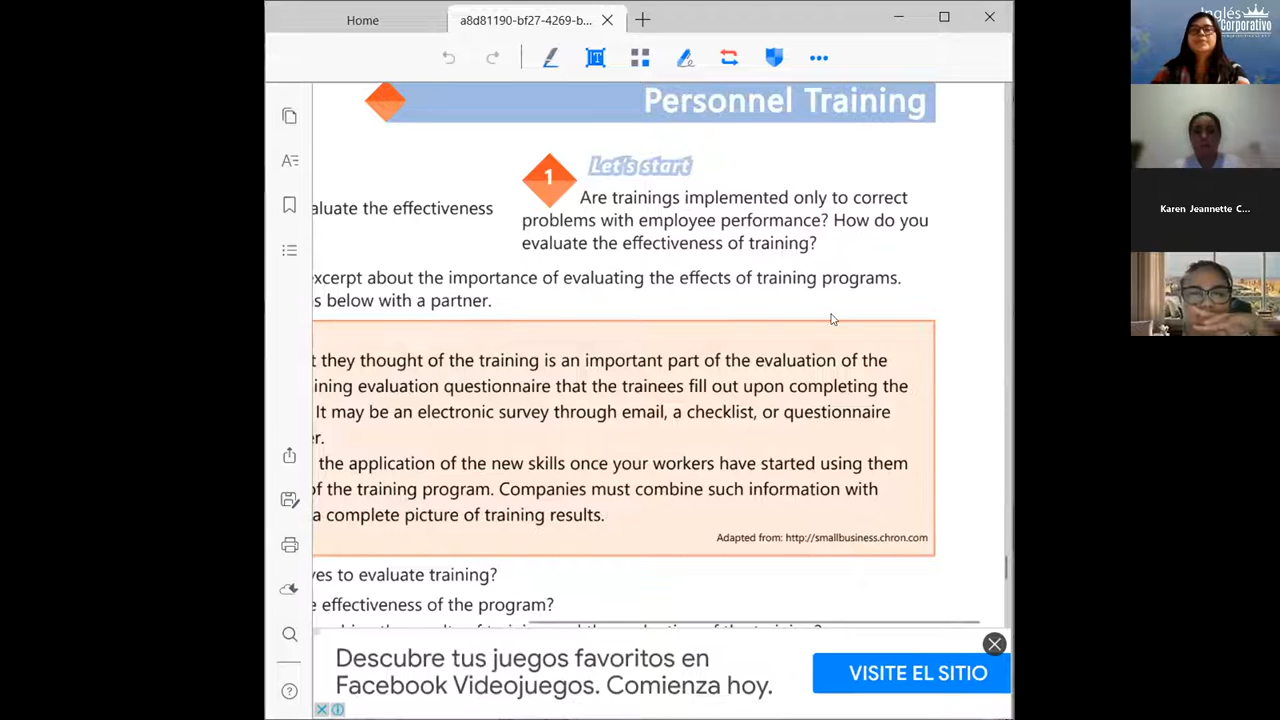 Home
a8d81190-bf27-4269-b...
Personnel Training
1
Let's start
Are trainings implemented only to correct
problems with employee performance? How do you
evaluate the effectiveness of training?
aluate the effectiveness
excerpt about the importance of evaluating the effects of training programs.
s below with a partner.
t they thought of the training is an important part of the evaluation of the
ining evaluation questionnaire that the trainees fill out upon completing the
It may be an electronic survey through email, a checklist, or questionnaire
er.
the application of the new skills once your workers have started using them
of the training program. Companies must combine such information with
a complete picture of training results.
Adapted from: http://smallbusiness.chron.com
ves to evaluate training?
e effectiveness of the program?
Descubre tus juegos favoritos en
Facebook Videojuegos. Comienza hoy.
VISITE EL SITIO
Inglés
Corporativo
Karen Jeannette C...